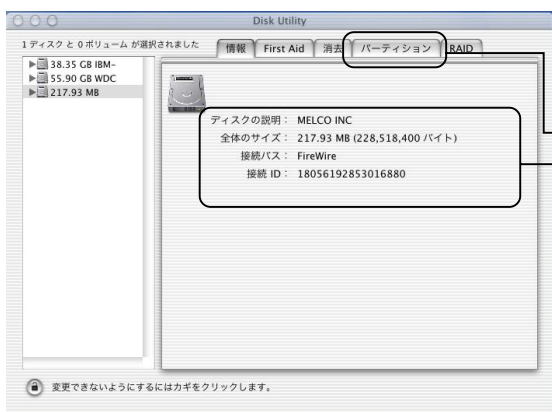 Disk Utility
1 ディスク と 0 ボリューム が選択されました
情報 First Aid 消去 パーティション RAID
38.35 GB IBM-
55.90 GB WDC
217.93 MB
ディスクの説明： MELCO INC
全体のサイズ： 217.93 MB (228,518,400 バイト)
接続バス： FireWire
接続 ID： 18056192853016880
変更できないようにするにはカギをクリックします。